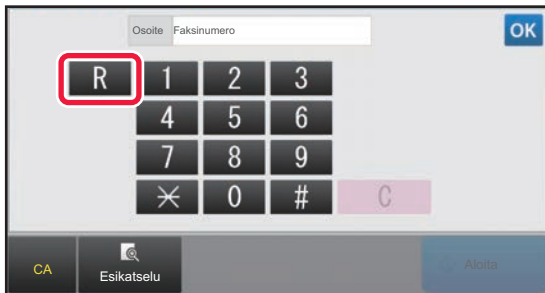 Osoite Faksinumero OK
R 1 2 3
4 5 6
7 8 9
✳ 0 # C
CA Esikatselu Aloita